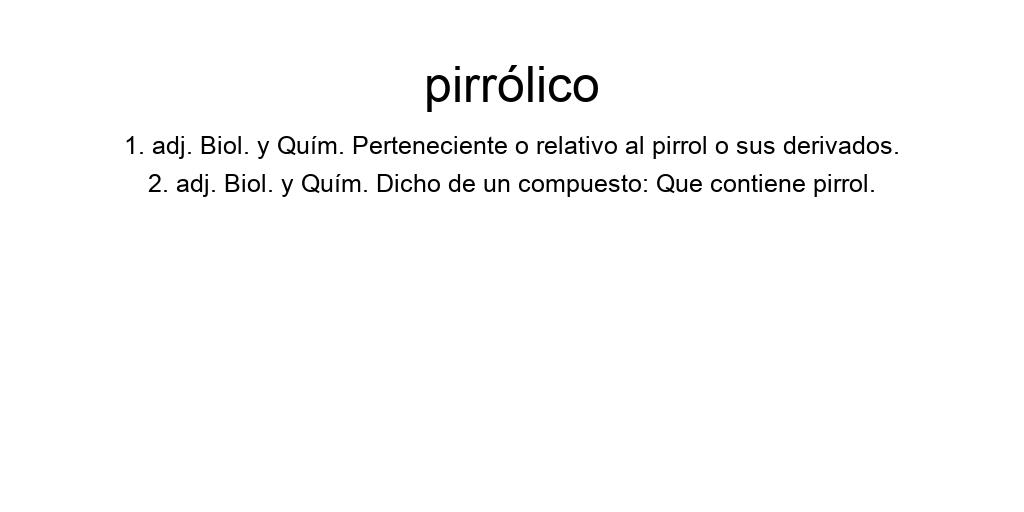 pirrólico
1. adj. Biol. y Quím. Perteneciente o relativo al pirrol o sus derivados.
2. adj. Biol. y Quím. Dicho de un compuesto: Que contiene pirrol.